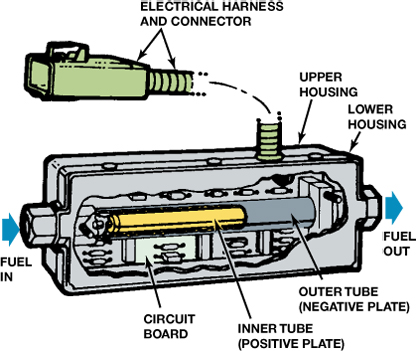 ELECTRICAL HARNESS
AND CONNECTOR
UPPER
HOUSING
LOWER
HOUSING
FUEL
IN
FUEL
OUT
CIRCUIT
BOARD
INNER TUBE
(POSITIVE PLATE)
OUTER TUBE
(NEGATIVE PLATE)